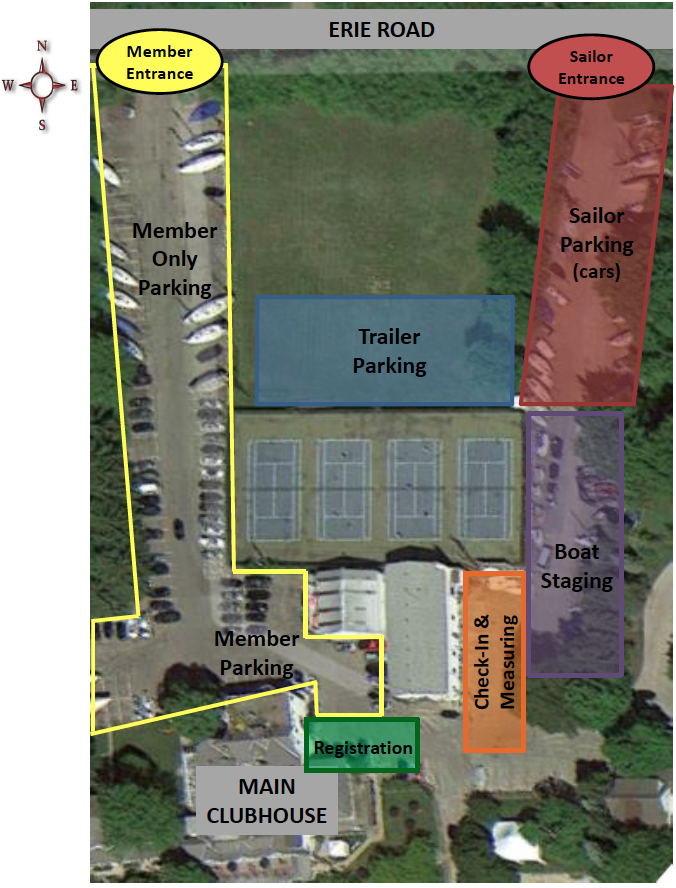 ERIE ROAD
Member
Entrance
Sailor
Entrance
N
W
E
S
Member
Only
Parking
Sailor
Parking
(cars)
Trailer
Parking
Boat
Staging
Check-In &
Measuring
Member
Parking
Registration
MAIN
CLUBHOUSE